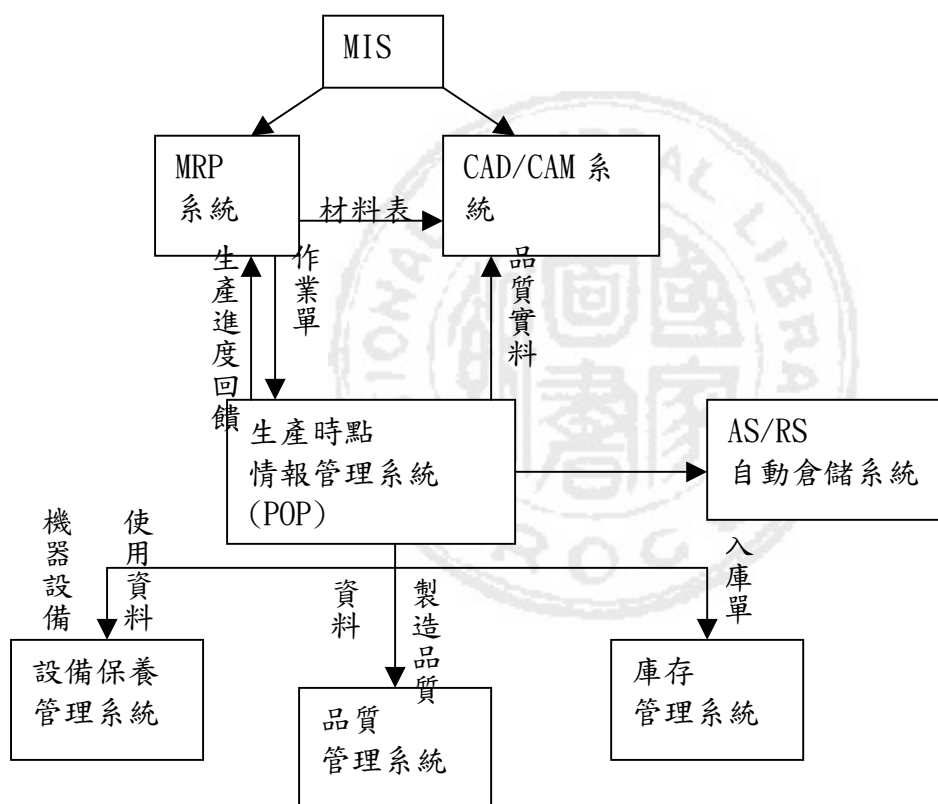 MIS
MRP
系統
CAD/CAM 系
統
材料表
生產進度回饋
作業單
品質實料
生產時點
情報管理系統
(POP)
AS/RS
自動倉儲系統
機器設備
使用資料
資料
製造品質
入庫單
設備保養
管理系統
品質
管理系統
庫存
管理系統